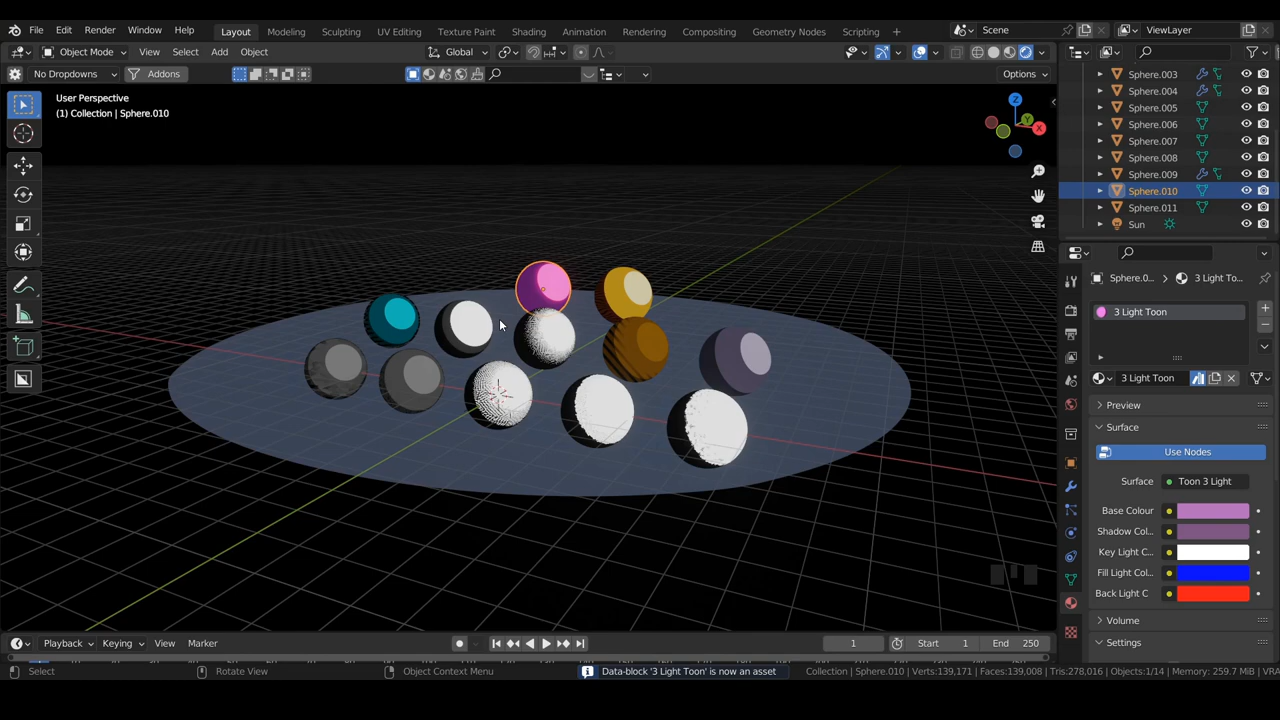 File Edit Render Window Help Layout Modeling Sculpting UV Editing Texture Paint Shading Animation Rendering Compositing Geometry Nodes Scripting + Scene ViewLayer
Object Mode View Select Add Object Global
No Dropdowns Addons Options
User Perspective
(1) Collection | Sphere.010
Z
Y
X
Sphere.003
Sphere.004
Sphere.005
Sphere.006
Sphere.007
Sphere.008
Sphere.009
Sphere.010
Sphere.011
Sun
Sphere.0... 3 Light To...
3 Light Toon
3 Light Toon
Preview
Surface
Use Nodes
Surface Toon 3 Light
Base Colour
Shadow Col...
Key Light C...
Fill Light Col...
Back Light C
Volume
Settings
Playback Keying View Marker 1 Start 1 End 250
Select Rotate View Object Context Menu Data-block '3 Light Toon' is now an asset Collection | Sphere.010 | Verts:139,171 | Faces:139,008 | Tris:278,016 | Objects:1/14 | Memory: 259.7 MiB | VRA